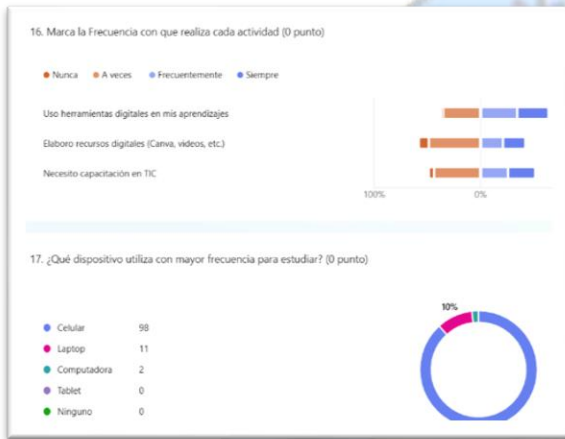 16. Marca la Frecuencia con que realiza cada actividad (0 punto)
Nunca A veces Frecuentemente Siempre
Uso herramientas digitales en mis aprendizajes
Elaboro recursos digitales (Canva, videos, etc.)
Necesito capacitación en TIC
100% 0%
17. ¿Qué dispositivo utiliza con mayor frecuencia para estudiar? (0 punto)
10%
Celular 98
Laptop 11
Computadora 2
Tablet 0
Ninguno 0